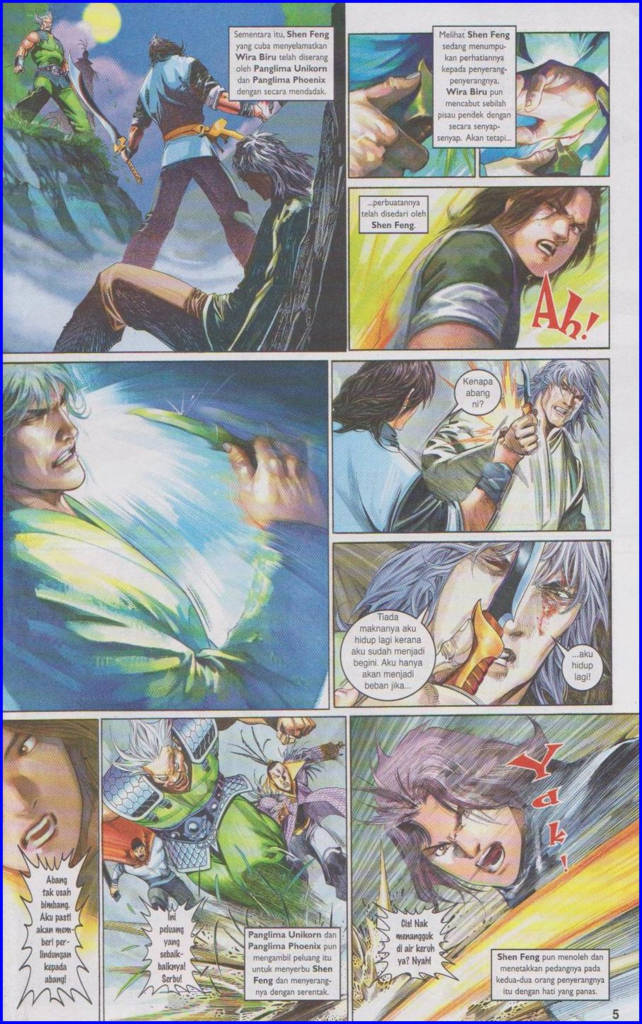 Sementara itu, Shen Feng
yang cuba menyelamatkan
Wira Biru telah diserang
oleh Panglima Unikorn
dan Panglima Phoenix
dengan secara mendadak.
Melihat Shen Feng
sedang menumpu-
kan perhatiannya
kepada penyerang-
penyerangnya.
Wira Biru pun
mencabut sebilah
pisau pendek dengan
secara senyap-
senyap. Akan tetapi...
...perbuatannya
telah disedari oleh
Shen Feng.
Ah!
Kenapa
abang
ni?
Tiada
maknanya aku
hidup lagi kerana
aku sudah menjadi
begini. Aku hanya
akan menjadi
beban jika...
...aku
hidup
lagi!
Abang
tak usah
bimbang.
Aku pasti
akan mem-
beri per-
lindungan
kepada
abang!
Ini
peluang
yang
sebaik-
baiknya!
Serbu!
Panglima Unikorn dan
Panglima Phoenix pun
mengambil peluang itu
untuk menyerbu Shen
Feng dan menyerang-
nya dengan serentak.
Yak!
Cis! Nak
menangguk
di air keruh
ya? Nyah!
Shen Feng pun menoleh dan
menetakkan pedangnya pada
kedua-dua orang penyerangnya
itu dengan hati yang panas.
5